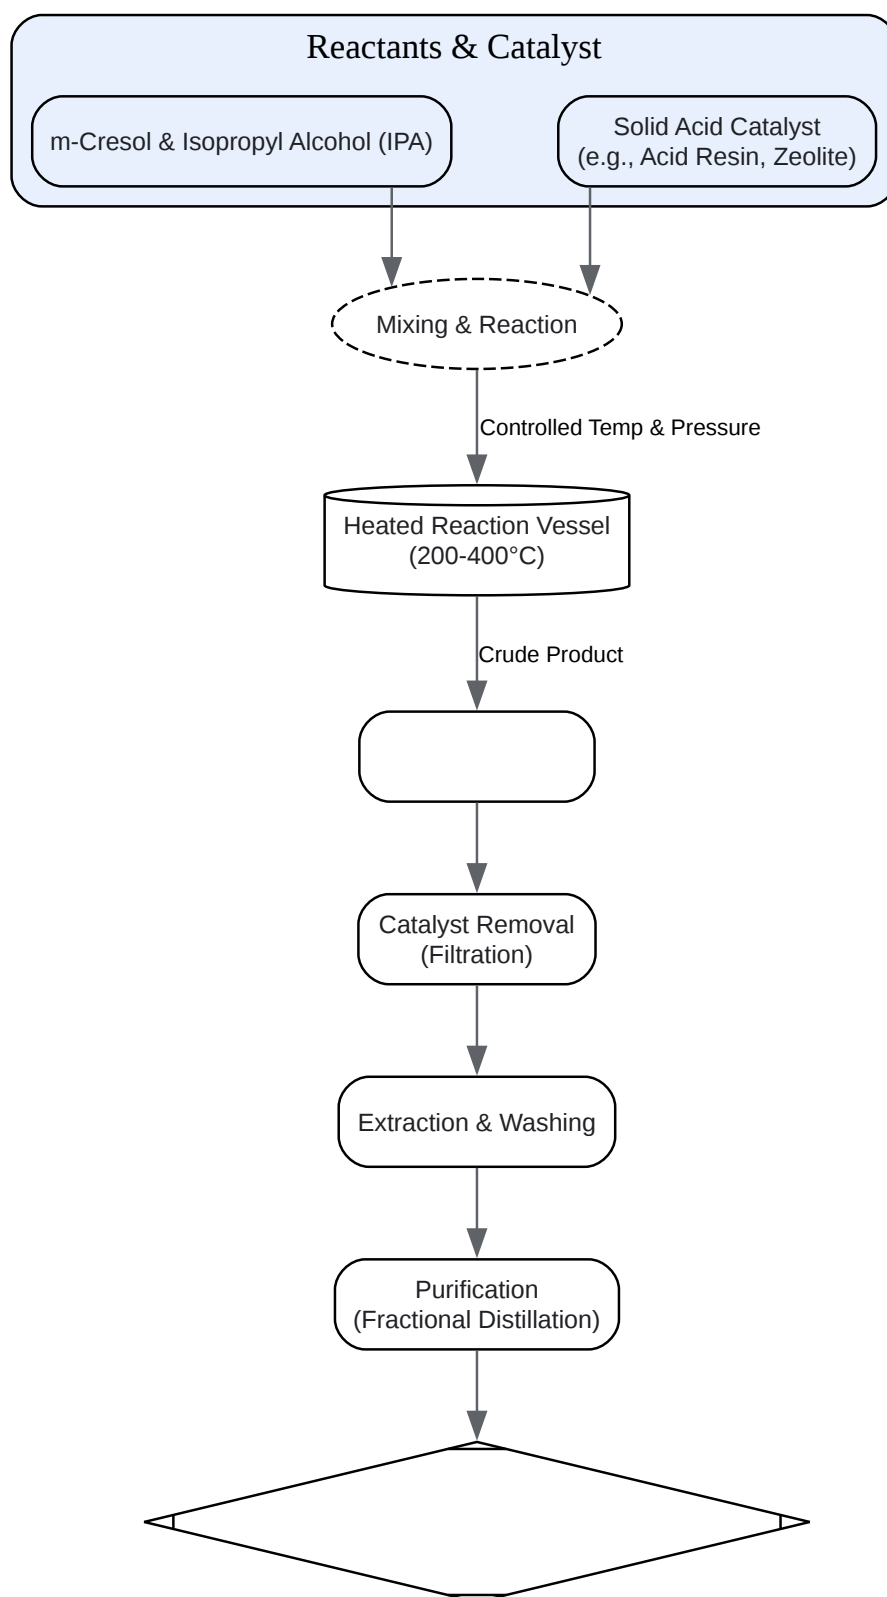 Reactants & Catalyst
m-Cresol & Isopropyl Alcohol (IPA)
Solid Acid Catalyst
(e.g., Acid Resin, Zeolite)
Mixing & Reaction
Controlled Temp & Pressure
Heated Reaction Vessel
(200-400°C)
Crude Product
Catalyst Removal
(Filtration)
Extraction & Washing
Purification
(Fractional Distillation)